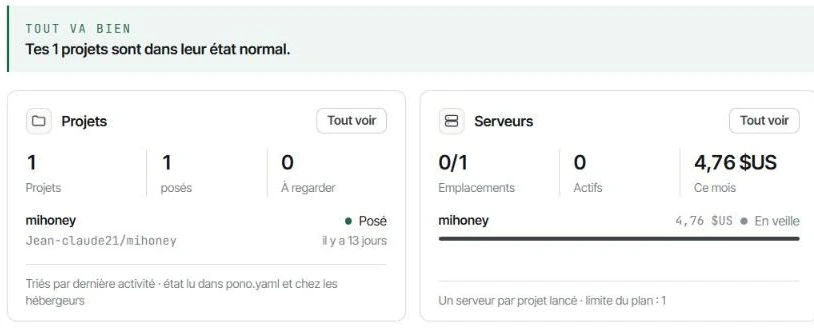 TOUT VA BIEN
Tes 1 projets sont dans leur état normal.
Projets
Tout voir
1
1
0
Projets
posés
À regarder
mihoney
Posé
Jean-claude21/mihoney
il y a 13 jours
Triés par dernière activité · état lu dans pono.yaml et chez les
hébergeurs
Serveurs
Tout voir
0/1
0
4,76 $US
Emplacements
Actifs
Ce mois
mihoney
4,76 $US
En veille
Un serveur par projet lancé · limite du plan : 1